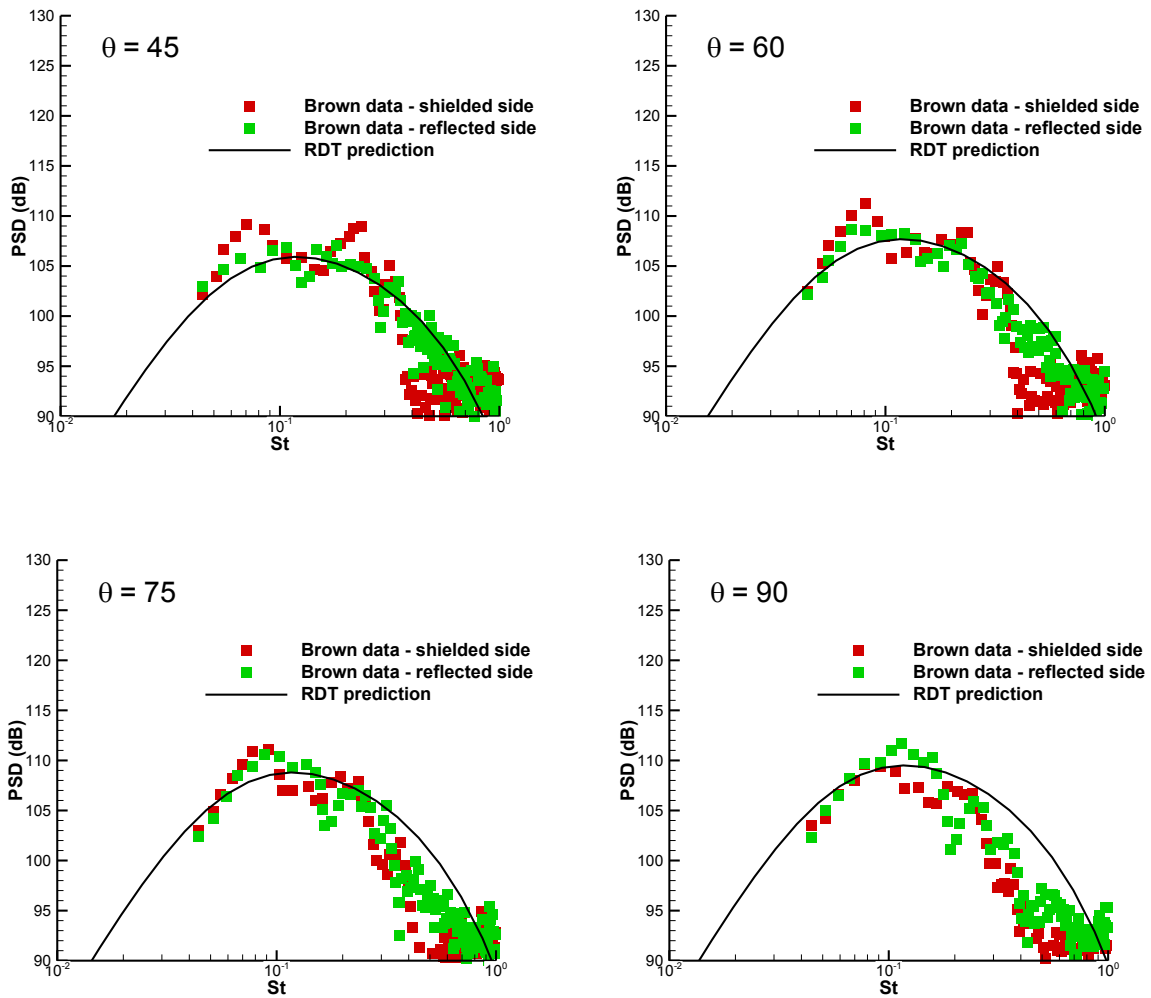 θ = 45
130
125
120
115
110
105
100
95
90
PSD (dB)
Brown data - shielded side
Brown data - reflected side
RDT prediction
10⁻² 10⁻¹ 10⁰
St
θ = 60
130
125
120
115
110
105
100
95
90
PSD (dB)
Brown data - shielded side
Brown data - reflected side
RDT prediction
10⁻² 10⁻¹ 10⁰
St
θ = 75
130
125
120
115
110
105
100
95
90
PSD (dB)
Brown data - shielded side
Brown data - reflected side
RDT prediction
10⁻² 10⁻¹ 10⁰
St
θ = 90
130
125
120
115
110
105
100
95
90
PSD (dB)
Brown data - shielded side
Brown data - reflected side
RDT prediction
10⁻² 10⁻¹ 10⁰
St